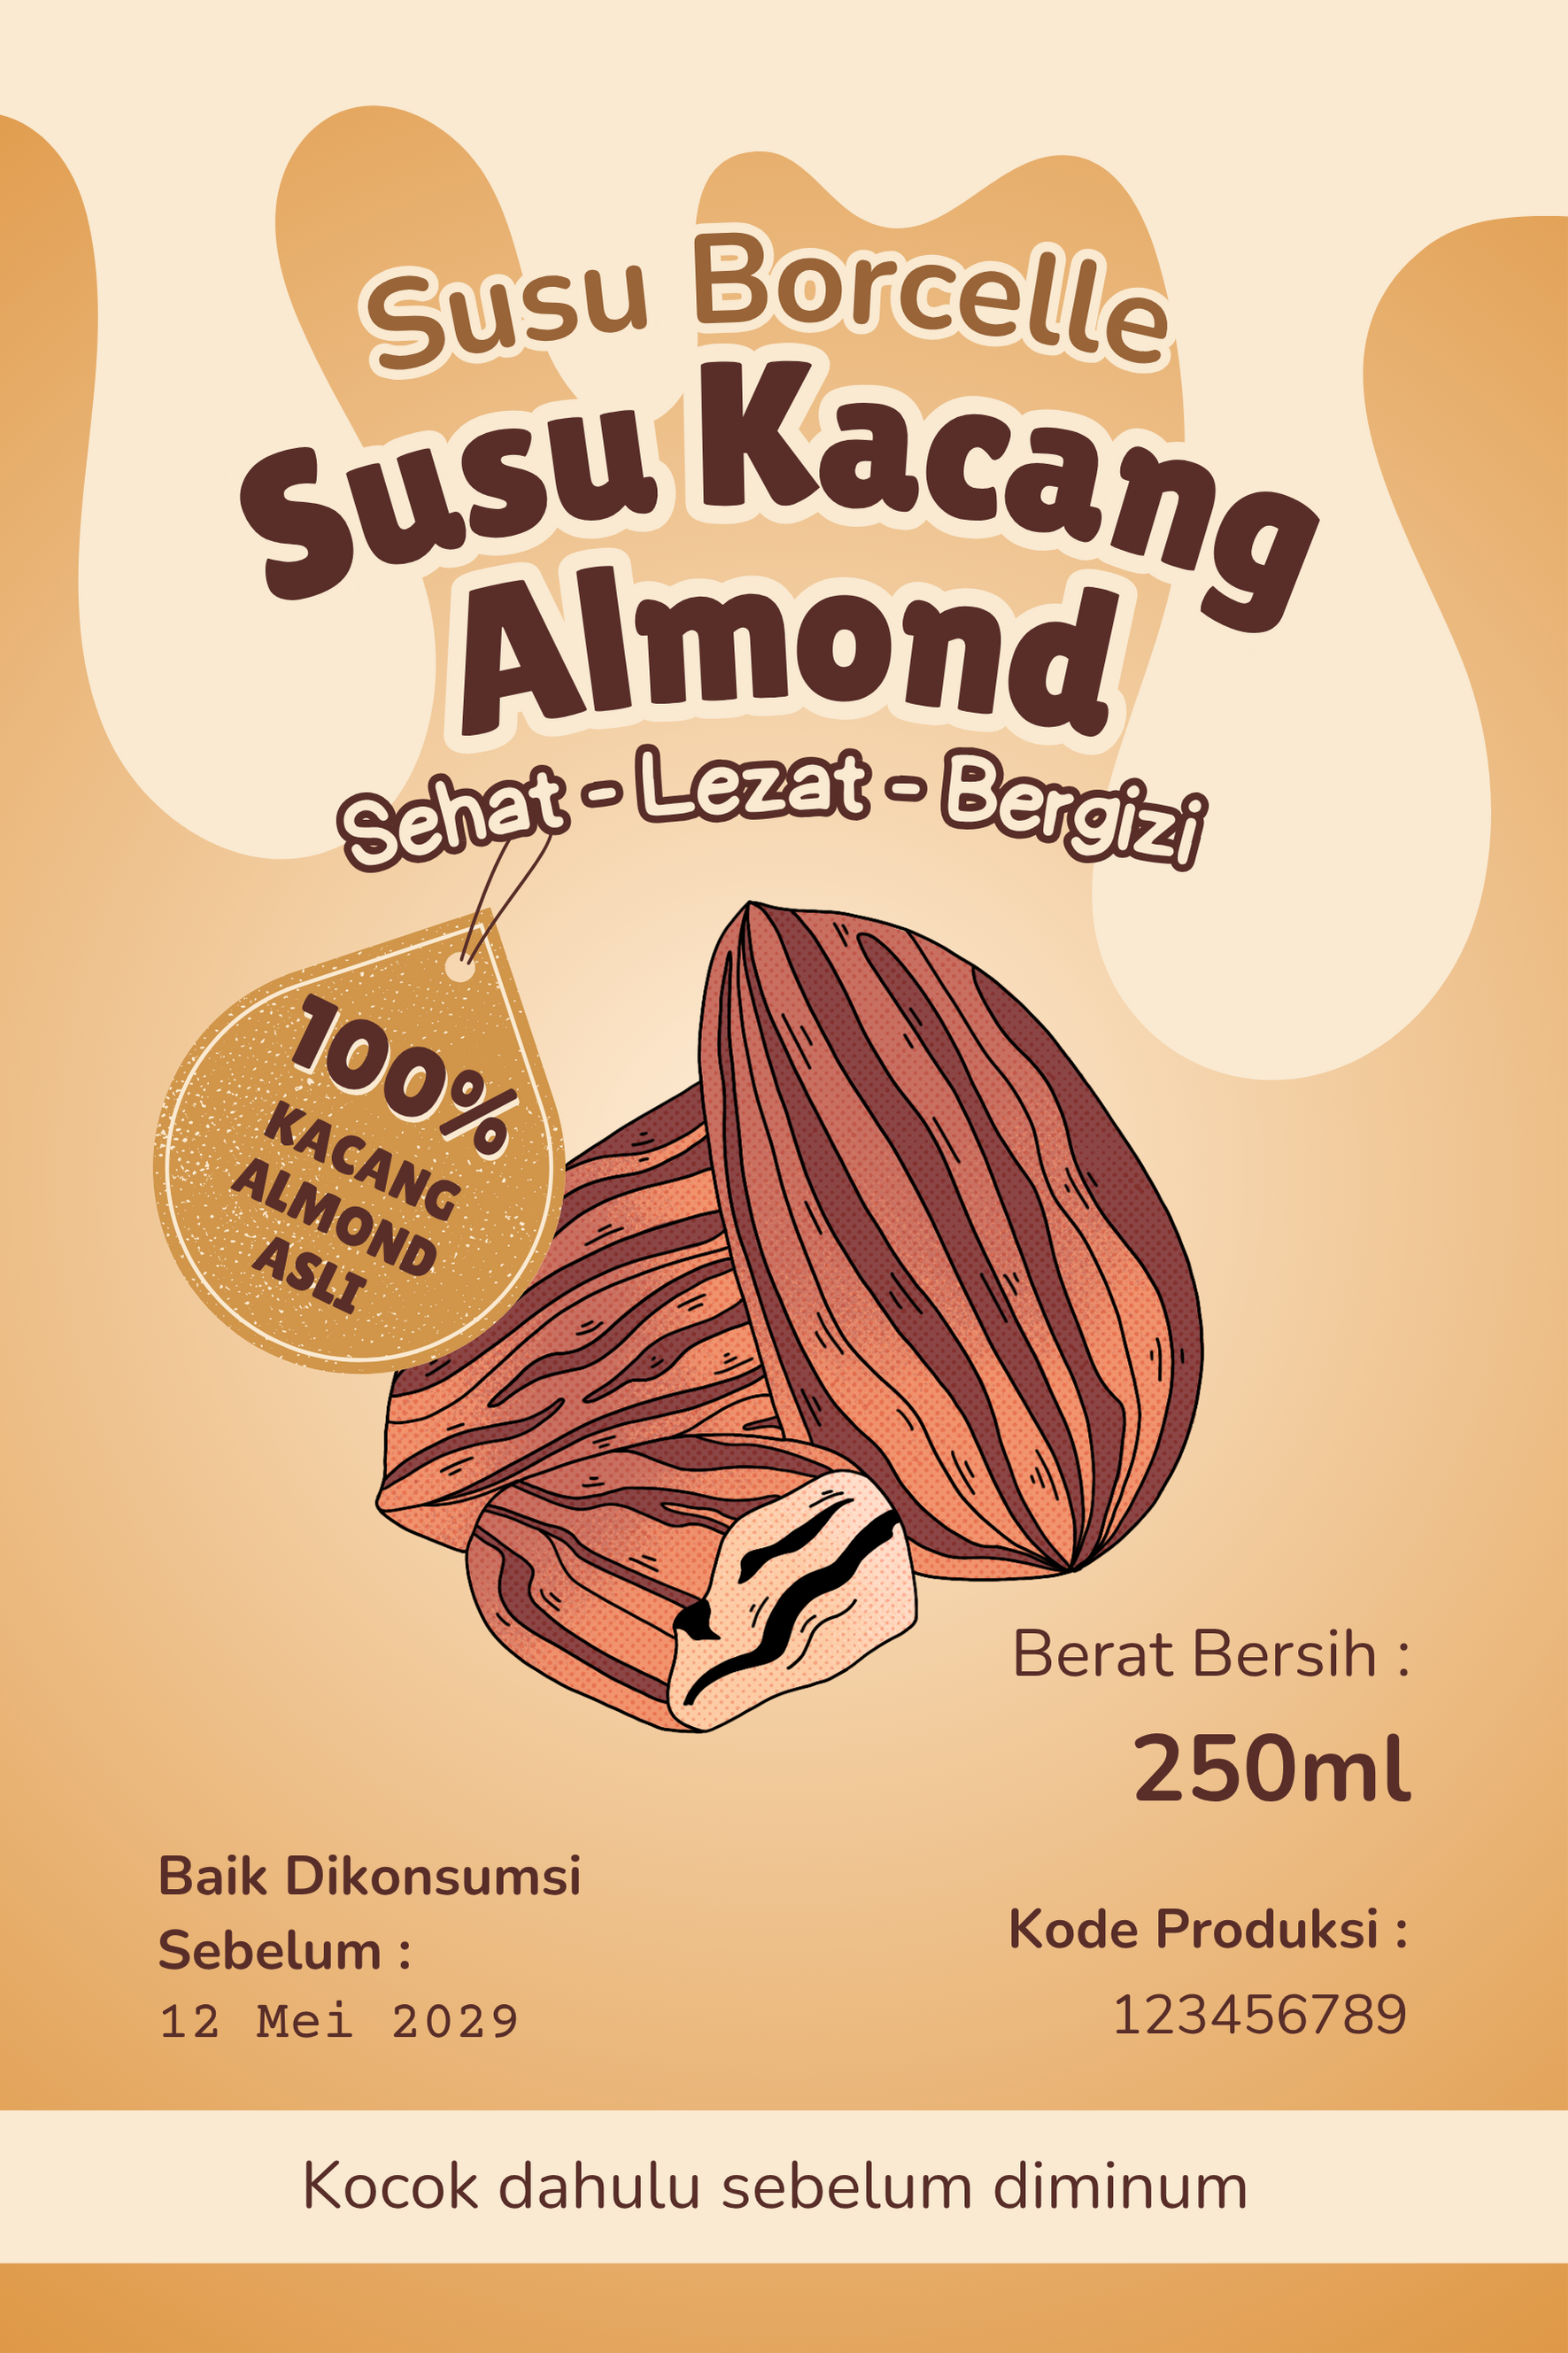 Susu Borcelle
Susu Kacang
Almond
Sehat - Lezat - Bergizi
100%
KACANG
ALMOND
ASLI
Berat Bersih :
250ml
Baik Dikonsumsi
Sebelum :
12 Mei 2029
Kode Produksi :
123456789
Kocok dahulu sebelum diminum